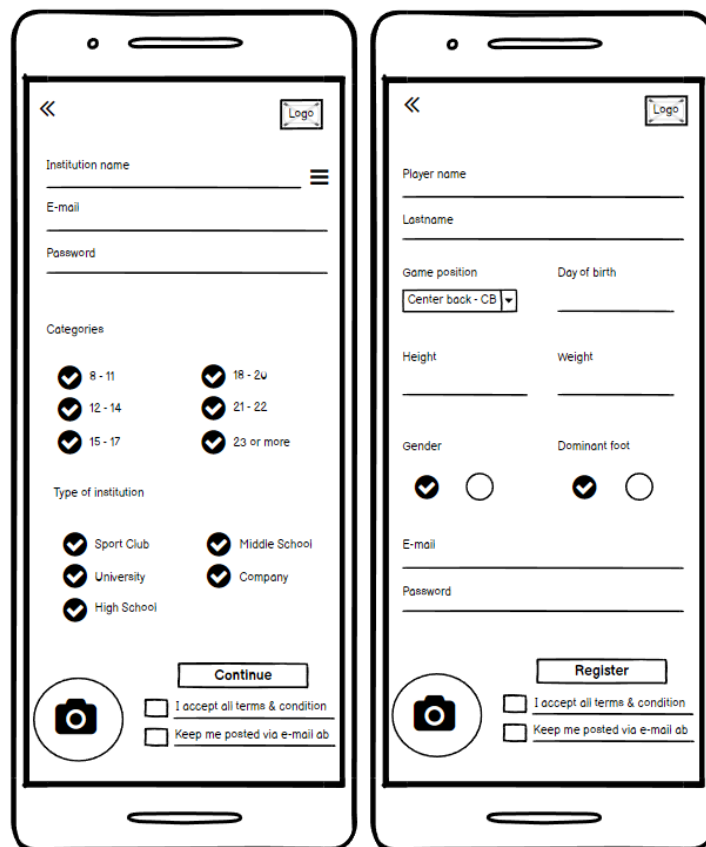 Logo
Institution name
E-mail
Password
Categories
8 - 11
18 - 20
12 - 14
21 - 22
15 - 17
23 or more
Type of institution
Sport Club
Middle School
University
Company
High School
Continue
I accept all terms & condition
Keep me posted via e-mail ab
Logo
Player name
Lastname
Game position
Day of birth
Center back - CB
Height
Weight
Gender
Dominant foot
E-mail
Password
Register
I accept all terms & condition
Keep me posted via e-mail ab